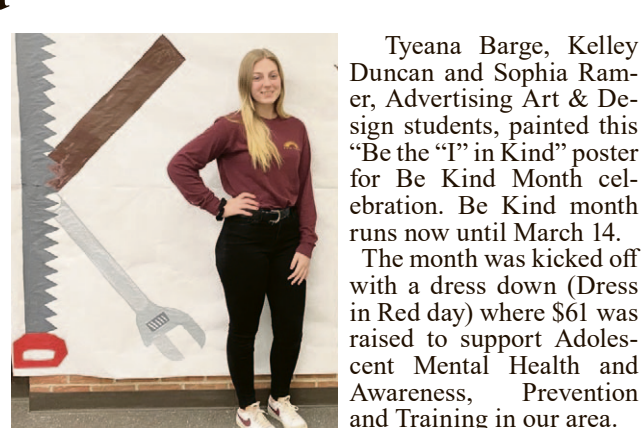 Tyeana Barge, Kelley
Duncan and Sophia Ram-
er, Advertising Art & De-
sign students, painted this
“Be the “I” in Kind” poster
for Be Kind Month cel-
ebration. Be Kind month
runs now until March 14.
The month was kicked off
with a dress down (Dress
in Red day) where $61 was
raised to support Adoles-
cent Mental Health and
Awareness, Prevention
and Training in our area.